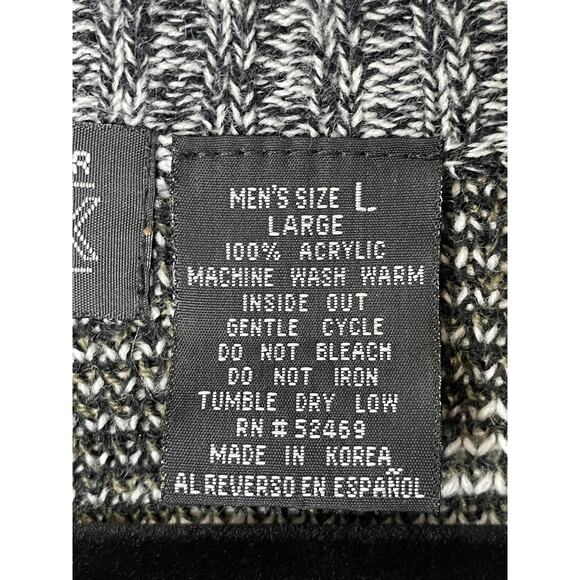 MEN'S SIZE L
LARGE
100% ACRYLIC
MACHINE WASH WARM
INSIDE OUT
GENTLE CYCLE
DO NOT BLEACH
DO NOT IRON
TUMBLE DRY LOW
RN # 52469
MADE IN KOREA
AL REVERSO EN ESPAÑOL